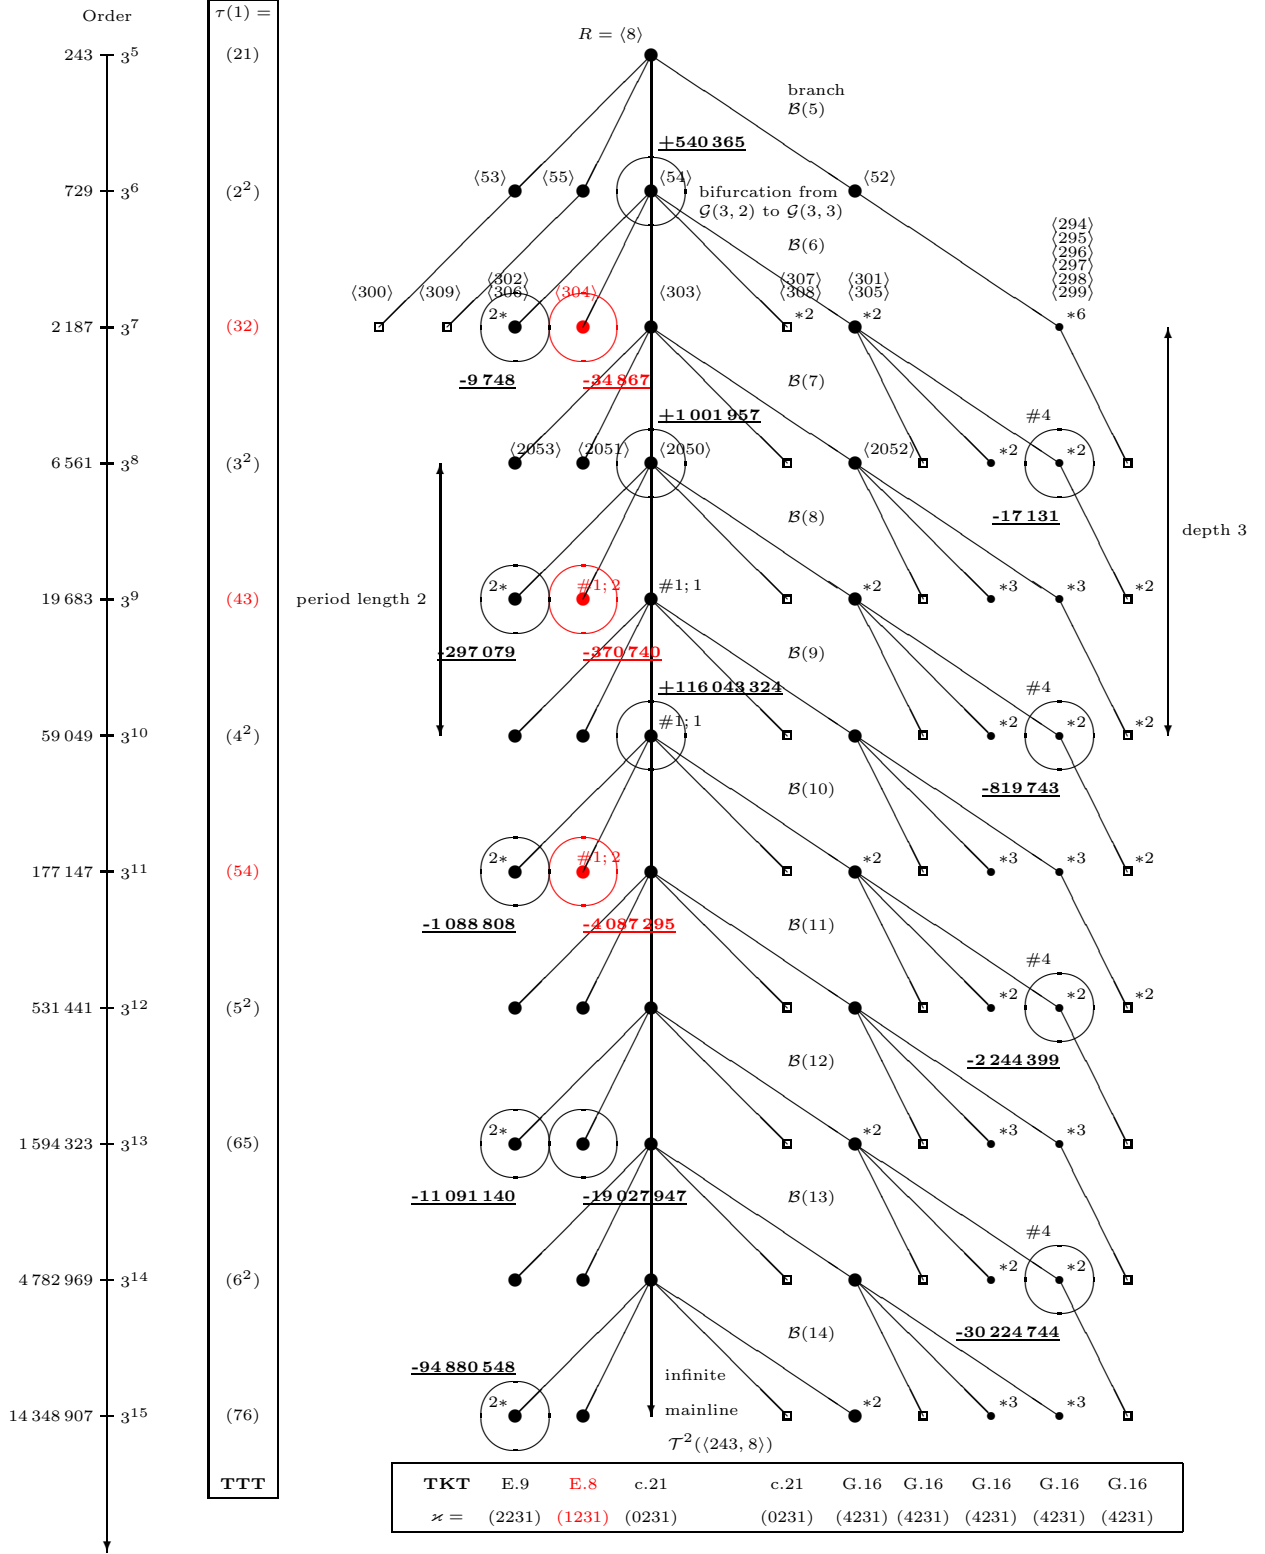 Order
τ(1) =
R = ⟨8⟩
243 3^5 (21)
branch
B(5)
+540 365
⟨53⟩ ⟨55⟩ ⟨54⟩ ⟨52⟩
729 3^6 (2^2)
bifurcation from
G(3, 2) to G(3, 3)
B(6)
⟨294⟩
⟨295⟩
⟨296⟩
⟨297⟩
⟨298⟩
⟨299⟩
⟨302⟩ ⟨307⟩ ⟨301⟩
⟨300⟩ ⟨309⟩ ⟨306⟩ ⟨304⟩ ⟨303⟩ ⟨308⟩ ⟨305⟩
2∗ ∗2 ∗2 ∗6
2 187 3^7 (32)
-9 748 -34 867 B(7)
+1 001 957 #4
⟨2053⟩ ⟨2051⟩ ⟨2050⟩ ⟨2052⟩ ∗2 ∗2
6 561 3^8 (3^2)
B(8) -17 131
depth 3
2∗ #1; 2 #1; 1 ∗2 ∗3 ∗3 ∗2
19 683 3^9 (43) period length 2
-297 079 -370 740 B(9)
+116 043 324 #4
#1; 1 ∗2 ∗2 ∗2
59 049 3^10 (4^2)
B(10) -819 743
2∗ #1; 2 ∗2 ∗3 ∗3 ∗2
177 147 3^11 (54)
-1 088 808 -4 087 295 B(11)
#4
∗2 ∗2 ∗2
531 441 3^12 (5^2)
B(12) -2 244 399
2∗ ∗2 ∗3 ∗3
1 594 323 3^13 (65)
-11 091 140 -19 027 947 B(13)
#4
∗2 ∗2
4 782 969 3^14 (6^2)
B(14) -30 224 744
-94 880 548
infinite
2∗ mainline ∗2 ∗3 ∗3
14 348 907 3^15 (76)
T^2(⟨243, 8⟩)
TTT TKT E.9 E.8 c.21 c.21 G.16 G.16 G.16 G.16 G.16
ϰ = (2231) (1231) (0231) (0231) (4231) (4231) (4231) (4231) (4231)